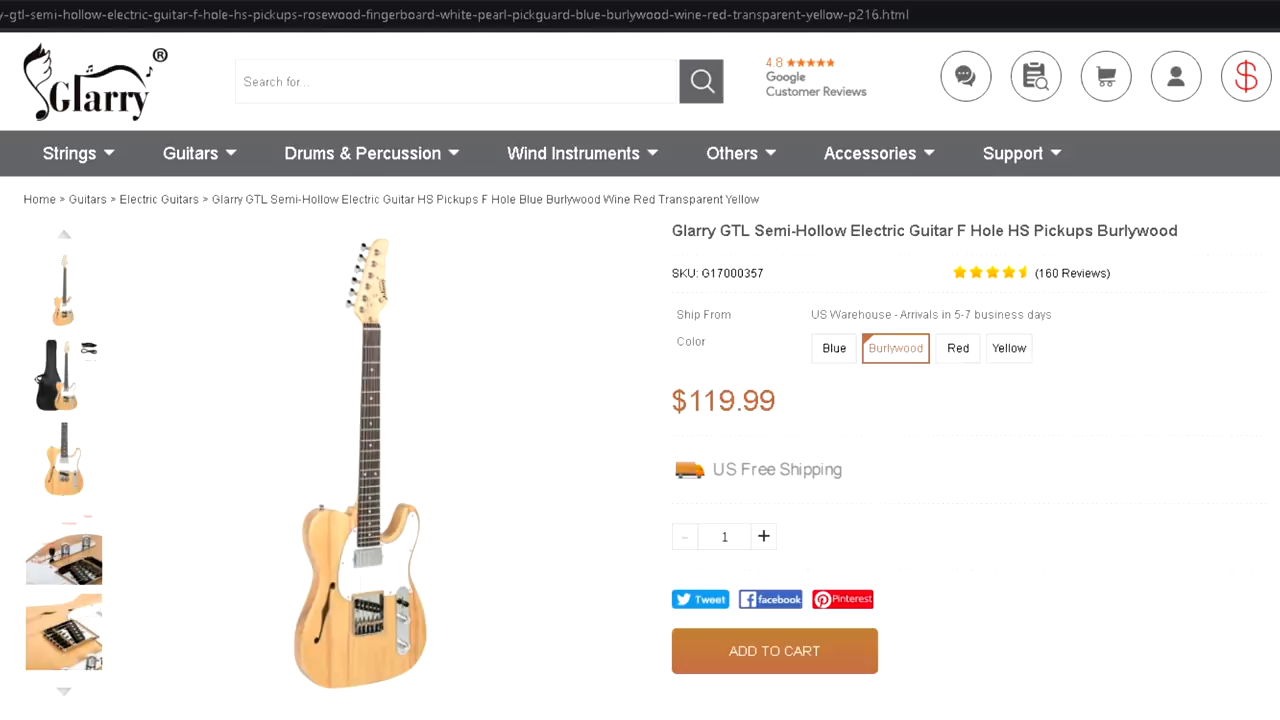 y-gtl-semi-hollow-electric-guitar-f-hole-hs-pickups-rosewood-fingerboard-white-pearl-pickguard-blue-burlywood-wine-red-transparent-yellow-p216.html
Glarry ®
Search for...
4.8
Google
Customer Reviews
Strings Guitars Drums & Percussion Wind Instruments Others Accessories Support
Home > Guitars > Electric Guitars > Glarry GTL Semi-Hollow Electric Guitar HS Pickups F Hole Blue Burlywood Wine Red Transparent Yellow
Glarry GTL Semi-Hollow Electric Guitar F Hole HS Pickups Burlywood
SKU: G17000357 (160 Reviews)
Ship From US Warehouse - Arrivals in 5-7 business days
Color Blue Burlywood Red Yellow
$119.99
US Free Shipping
- 1 +
Tweet facebook Pinterest
ADD TO CART